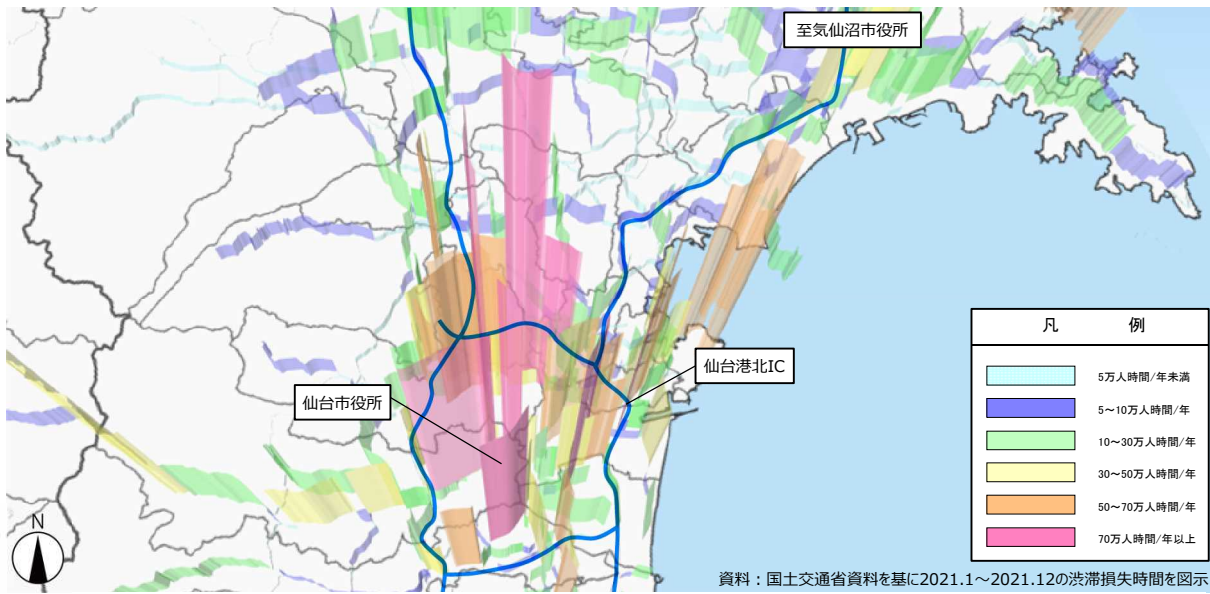 至気仙沼市役所
仙台港北IC
仙台市役所
N
凡 例
5万人時間/年未満
5～10万人時間/年
10～30万人時間/年
30～50万人時間/年
50～70万人時間/年
70万人時間/年以上
資料：国土交通省資料を基に2021.1～2021.12の渋滞損失時間を図示